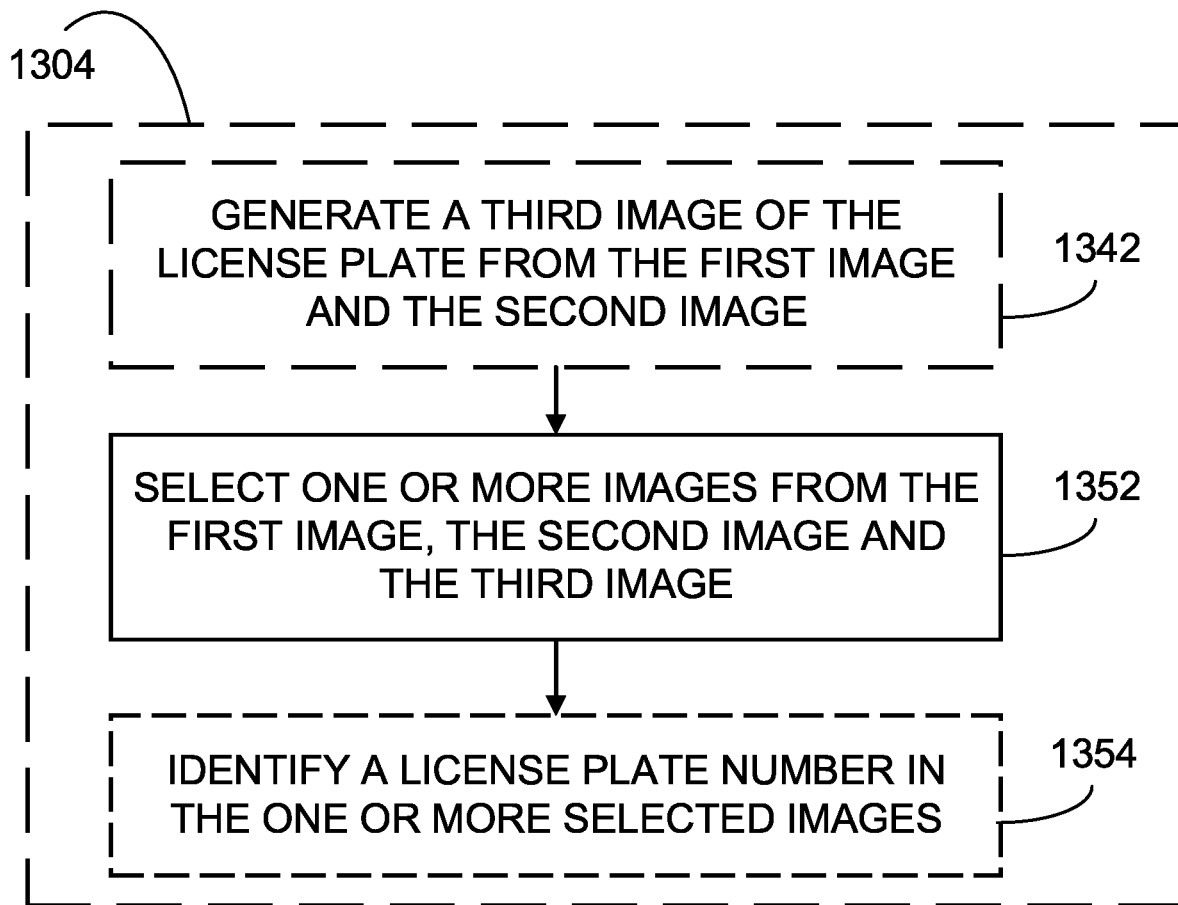 1304
GENERATE A THIRD IMAGE OF THE
LICENSE PLATE FROM THE FIRST IMAGE
AND THE SECOND IMAGE
1342
SELECT ONE OR MORE IMAGES FROM THE
FIRST IMAGE, THE SECOND IMAGE AND
THE THIRD IMAGE
1352
IDENTIFY A LICENSE PLATE NUMBER IN
THE ONE OR MORE SELECTED IMAGES
1354